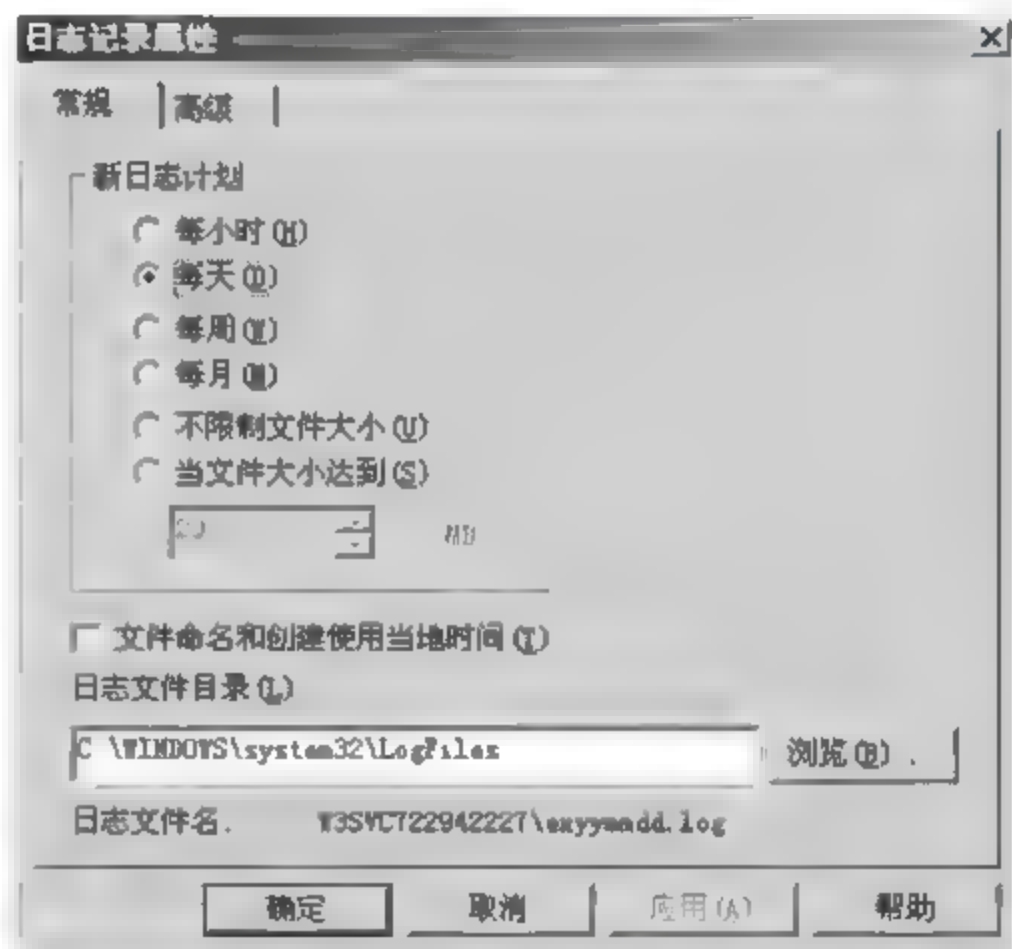 日志记录属性
常规 高级
新日志计划
每小时(H)
每天(D)
每周(W)
每月(M)
不限制文件大小(U)
当文件大小达到(S)
20 MB
文件命名和创建使用当地时间(T)
日志文件目录(L)
C \WINDOWS\system32\LogFiles 浏览(B) .
日志文件名. W3SVC722942227\exyymmdd.log
确定 取消 应用(A) 帮助